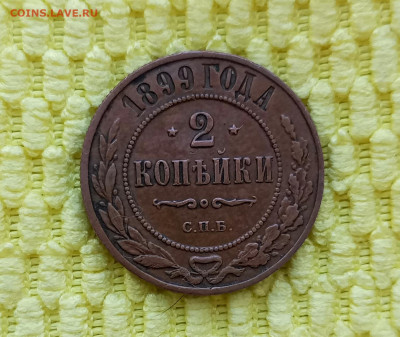 COINS.LAVE.RU
1899 ГОДА
2
КОПѢЙКИ
С.П.Б.